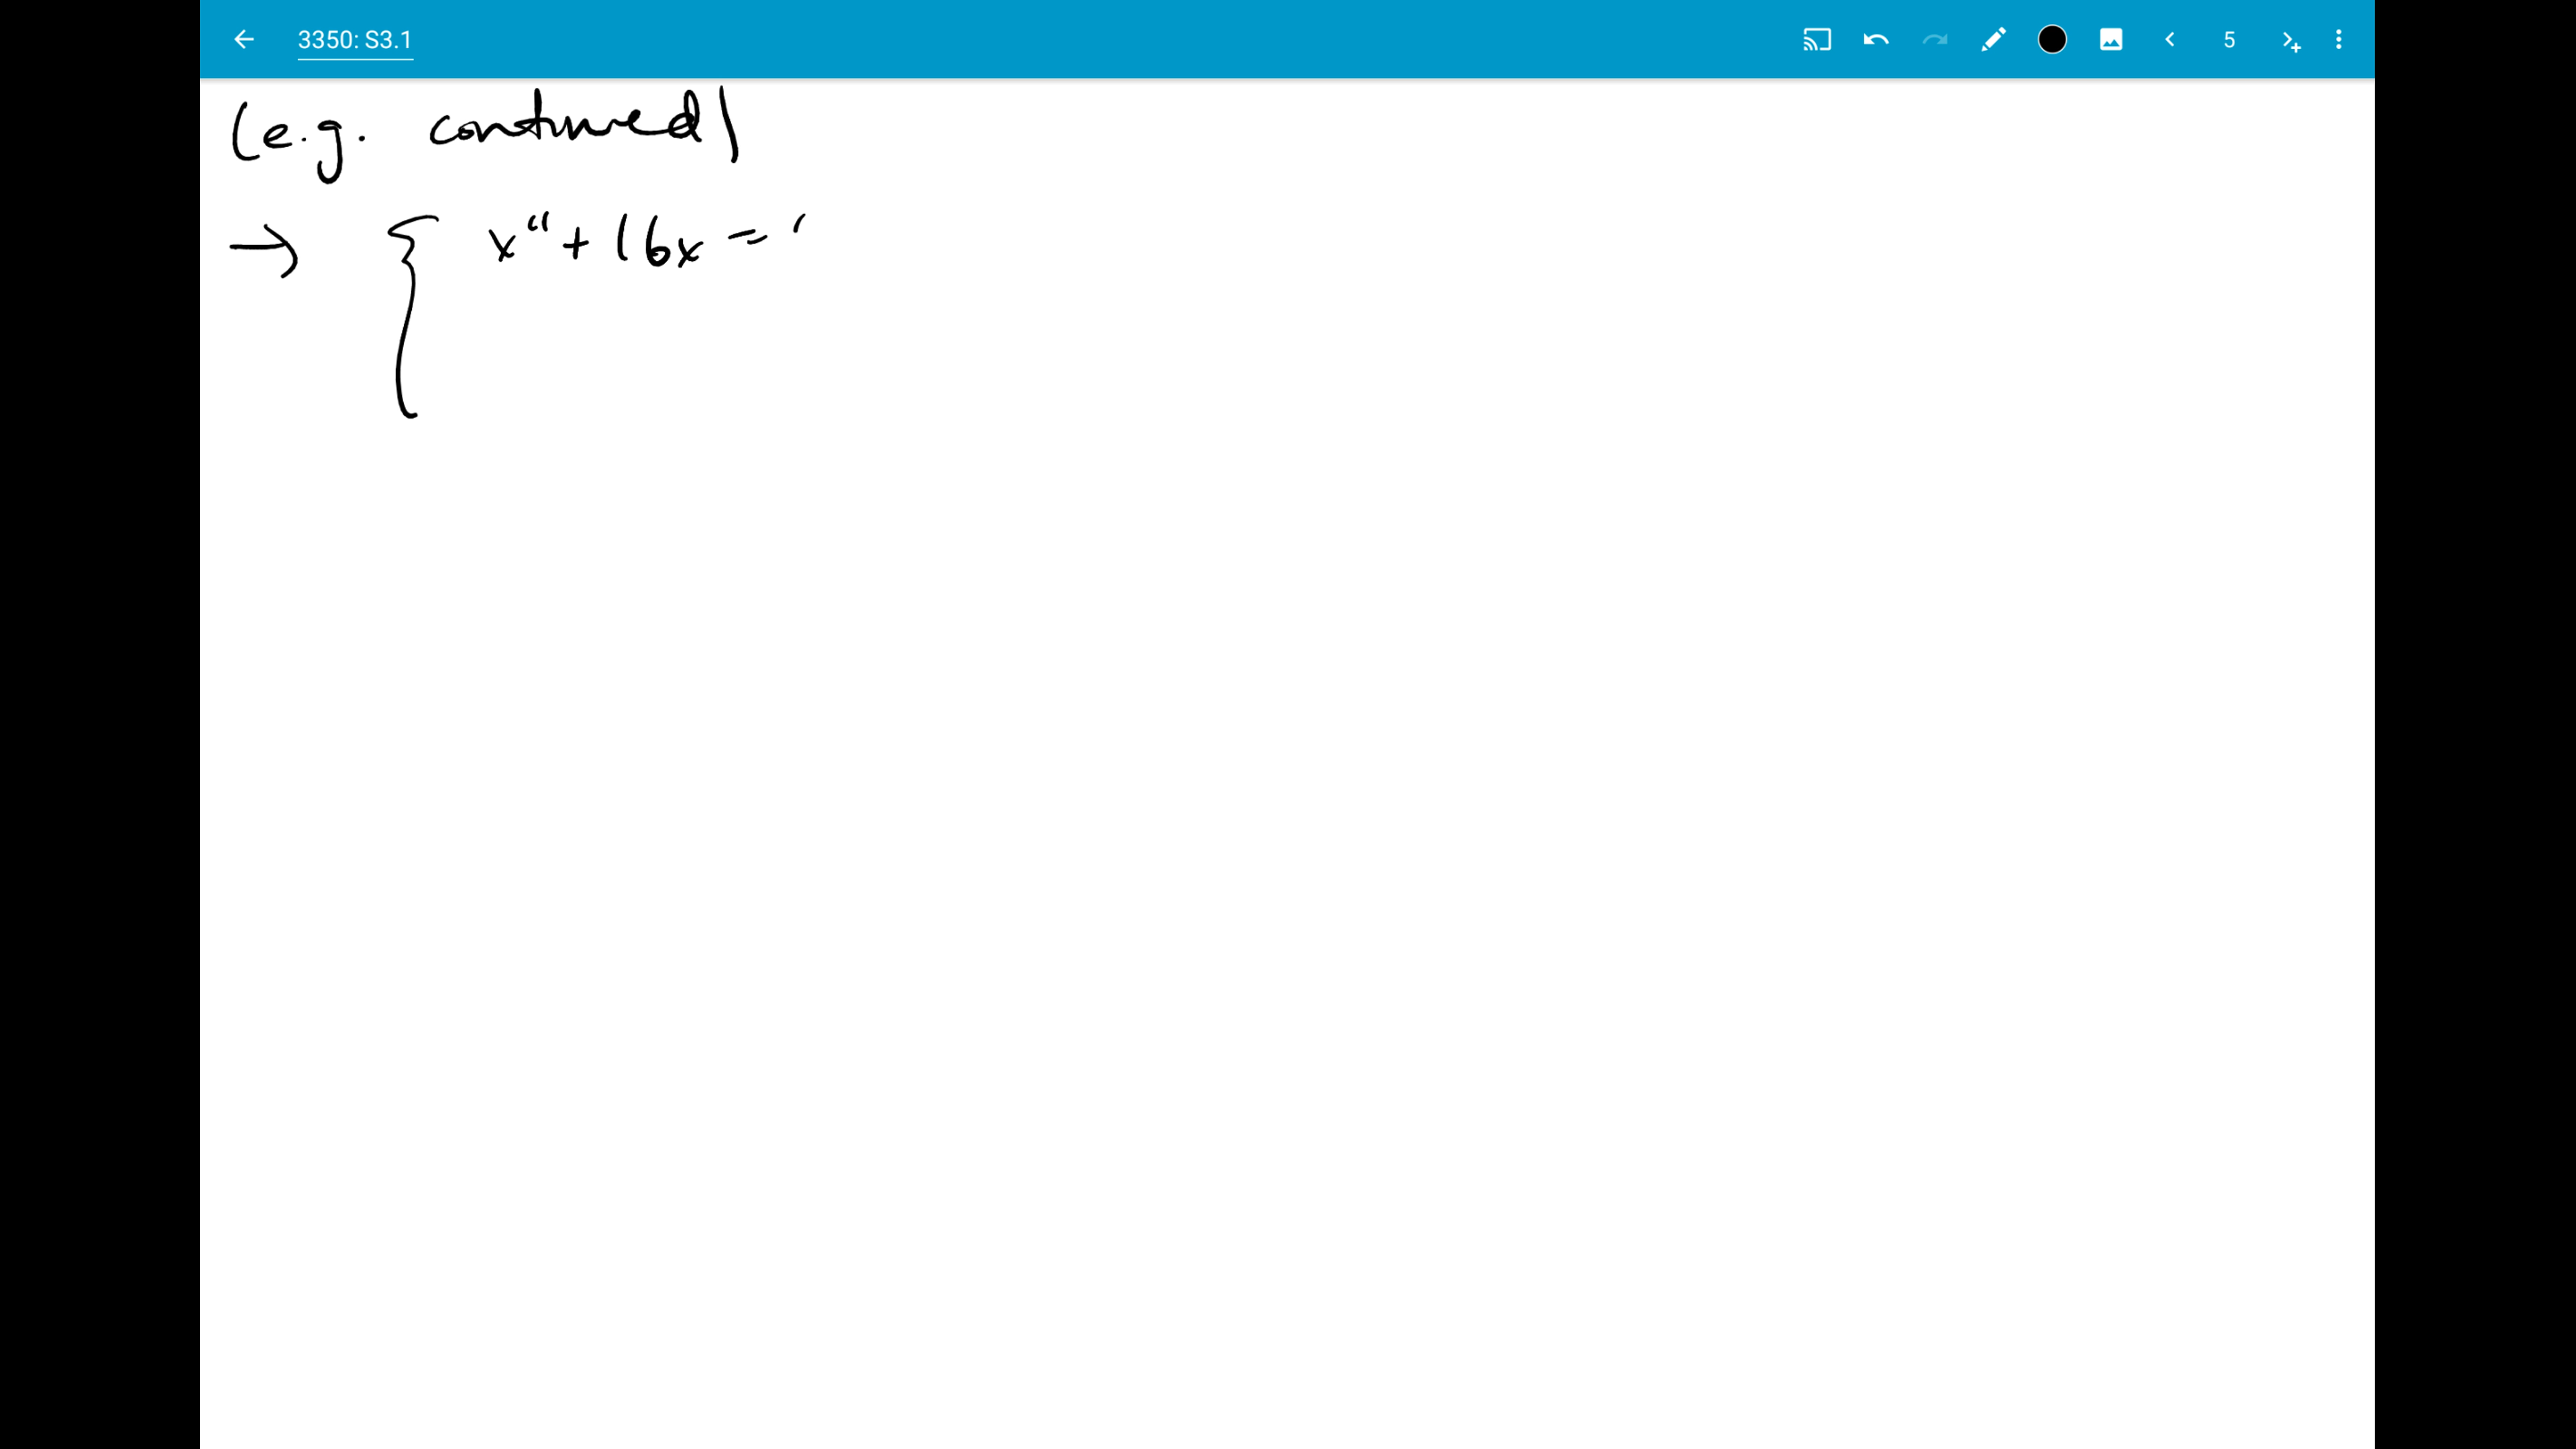 3350: S3.1
5
(e.g. continued)
→ { x" + 16x =